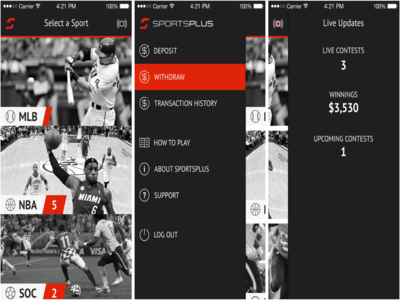 Carrier 4:21 PM 100%
Select a Sport
MLB
NBA 5
MIAMI
6
VISA
SOC 2
Carrier 4:21 PM 100%
SPORTSPLUS
DEPOSIT
WITHDRAW
TRANSACTION HISTORY
HOW TO PLAY
ABOUT SPORTSPLUS
SUPPORT
LOG OUT
Carrier 4:21 PM 100%
Live Updates
LIVE CONTESTS
3
WINNINGS
$3,530
UPCOMING CONTESTS
1